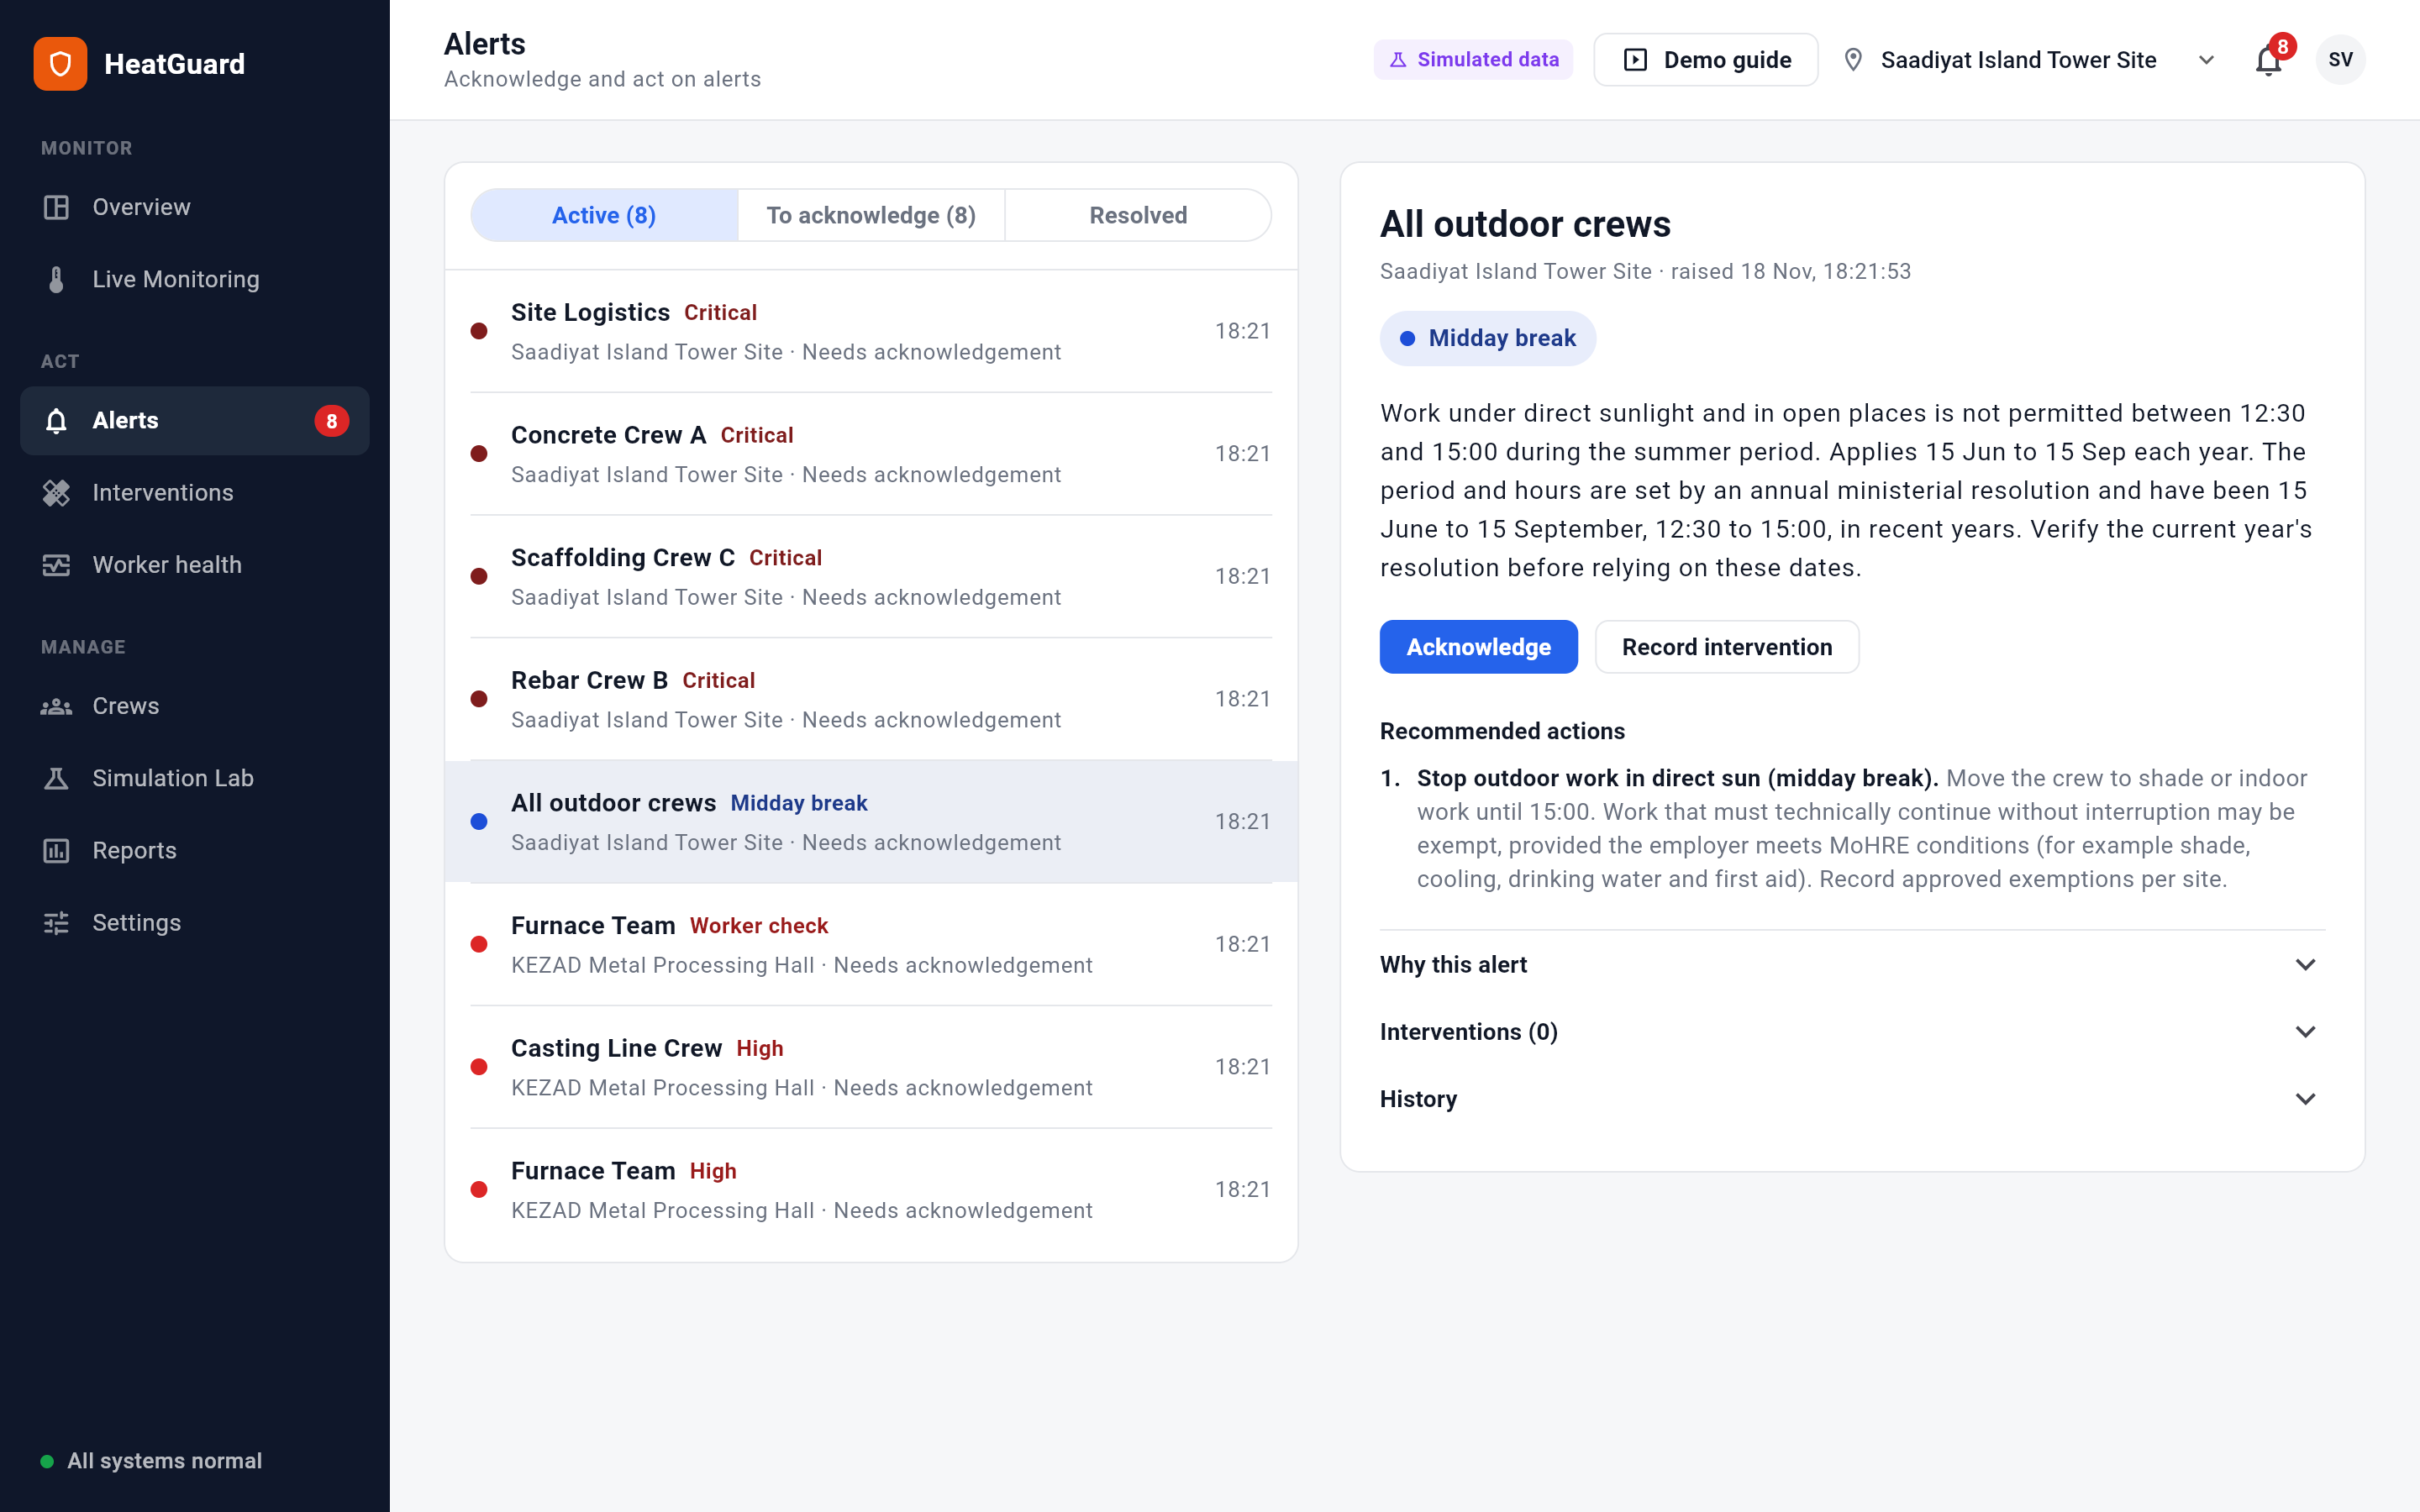 HeatGuard
MONITOR
Overview
Live Monitoring
ACT
Alerts
8
Interventions
Worker health
MANAGE
Crews
Simulation Lab
Reports
Settings
All systems normal
Alerts
Acknowledge and act on alerts
Simulated data
Demo guide
Saadiyat Island Tower Site
8
SV
Active (8)
To acknowledge (8)
Resolved
Site Logistics Critical
Saadiyat Island Tower Site · Needs acknowledgement
18:21
Concrete Crew A Critical
Saadiyat Island Tower Site · Needs acknowledgement
18:21
Scaffolding Crew C Critical
Saadiyat Island Tower Site · Needs acknowledgement
18:21
Rebar Crew B Critical
Saadiyat Island Tower Site · Needs acknowledgement
18:21
All outdoor crews Midday break
Saadiyat Island Tower Site · Needs acknowledgement
18:21
Furnace Team Worker check
KEZAD Metal Processing Hall · Needs acknowledgement
18:21
Casting Line Crew High
KEZAD Metal Processing Hall · Needs acknowledgement
18:21
Furnace Team High
KEZAD Metal Processing Hall · Needs acknowledgement
18:21
All outdoor crews
Saadiyat Island Tower Site · raised 18 Nov, 18:21:53
Midday break
Work under direct sunlight and in open places is not permitted between 12:30
and 15:00 during the summer period. Applies 15 Jun to 15 Sep each year. The
period and hours are set by an annual ministerial resolution and have been 15
June to 15 September, 12:30 to 15:00, in recent years. Verify the current year's
resolution before relying on these dates.
Acknowledge
Record intervention
Recommended actions
1. Stop outdoor work in direct sun (midday break). Move the crew to shade or indoor
work until 15:00. Work that must technically continue without interruption may be
exempt, provided the employer meets MoHRE conditions (for example shade,
cooling, drinking water and first aid). Record approved exemptions per site.
Why this alert
Interventions (0)
History